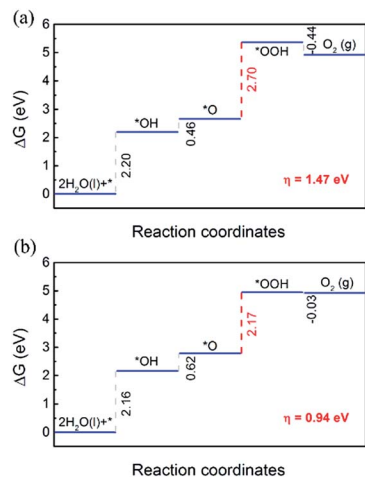 (a)
6
5
4
3
2
1
0
ΔG (eV)
2H₂O(l)+*
2.20
*OH
0.46
*O
2.70
*OOH
-0.44
O₂ (g)
η = 1.47 eV
Reaction coordinates
(b)
6
5
4
3
2
1
0
ΔG (eV)
2H₂O(l)+*
2.16
*OH
0.62
*O
2.17
*OOH
-0.03
O₂ (g)
η = 0.94 eV
Reaction coordinates